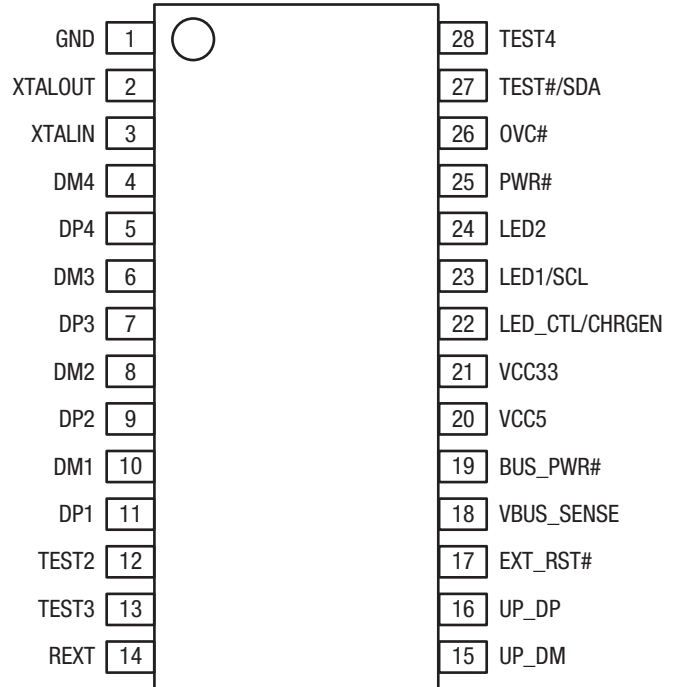 GND 1 28 TEST4
XTALOUT 2 27 TEST#/SDA
XTALIN 3 26 OVC#
DM4 4 25 PWR#
DP4 5 24 LED2
DM3 6 23 LED1/SCL
DP3 7 22 LED_CTL/CHRGEN
DM2 8 21 VCC33
DP2 9 20 VCC5
DM1 10 19 BUS_PWR#
DP1 11 18 VBUS_SENSE
TEST2 12 17 EXT_RST#
TEST3 13 16 UP_DP
REXT 14 15 UP_DM